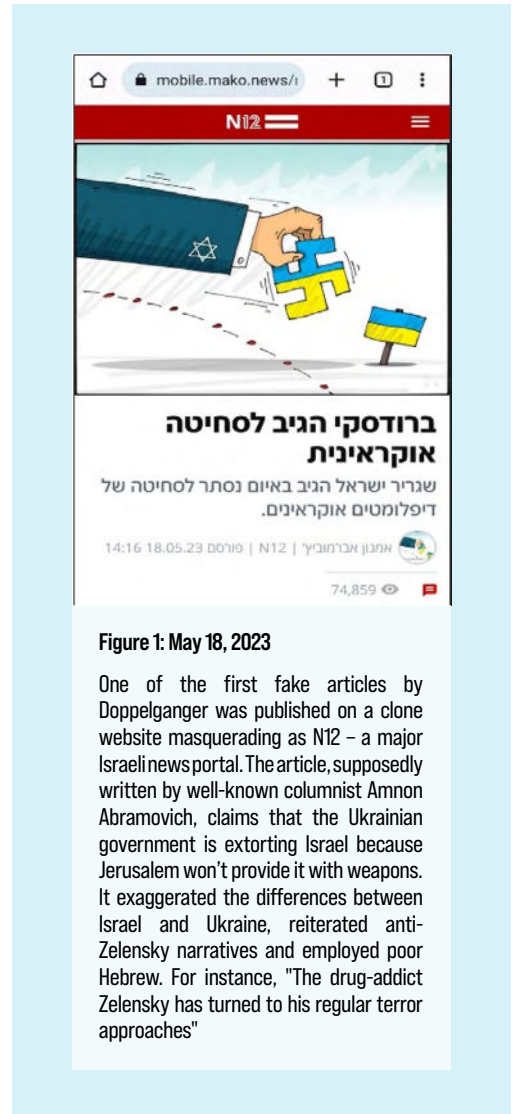 mobile.mako.news/
1
N12
ברודסקי הגיב לסחיטה
אוקראינית
שגריר ישראל הגיב באיום נסתר לסחיטה של
דיפלומטים אוקראינים.
אמנון אברמוביץ' | N12 | פורסם 18.05.23 14:16
74,859
Figure 1: May 18, 2023
One of the first fake articles by
Doppelganger was published on a clone
website masquerading as N12 – a major
Israeli news portal. The article, supposedly
written by well-known columnist Amnon
Abramovich, claims that the Ukrainian
government is extorting Israel because
Jerusalem won't provide it with weapons.
It exaggerated the differences between
Israel and Ukraine, reiterated anti-
Zelensky narratives and employed poor
Hebrew. For instance, "The drug-addict
Zelensky has turned to his regular terror
approaches"